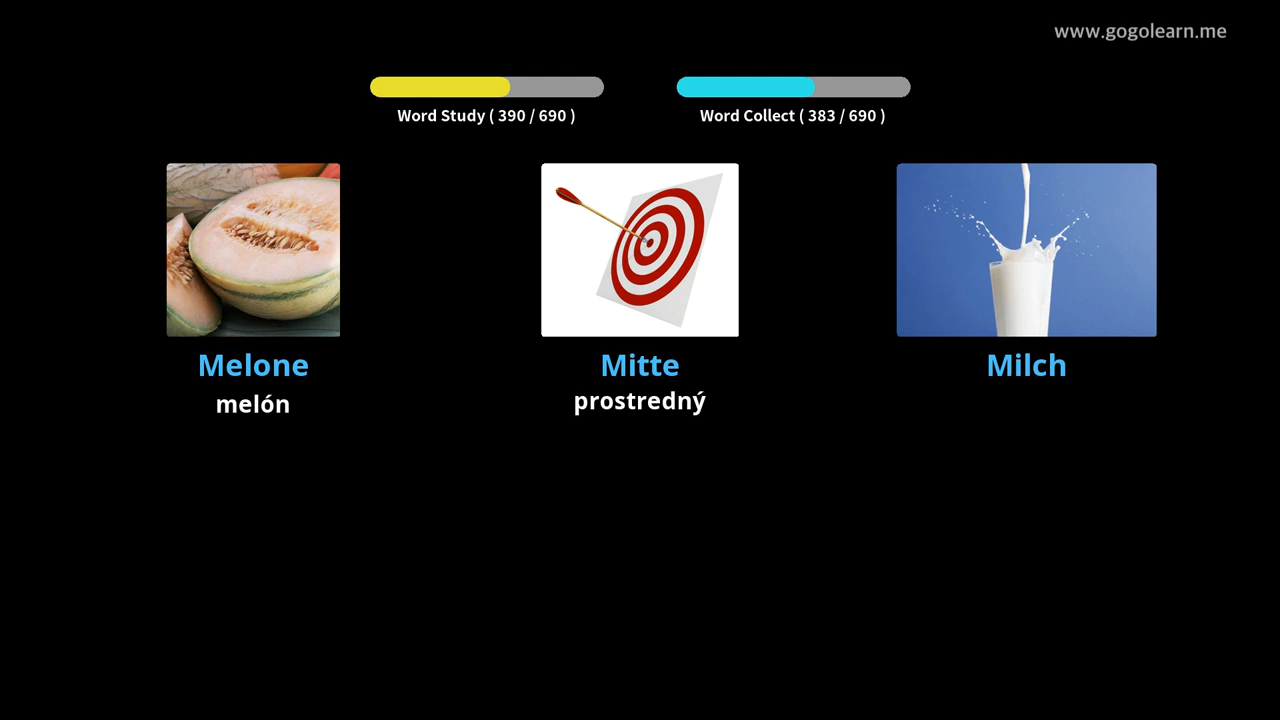 www.gogolearn.me
Word Study ( 390 / 690 )
Word Collect ( 383 / 690 )
Melone
Mitte
Milch
melón
prostredný